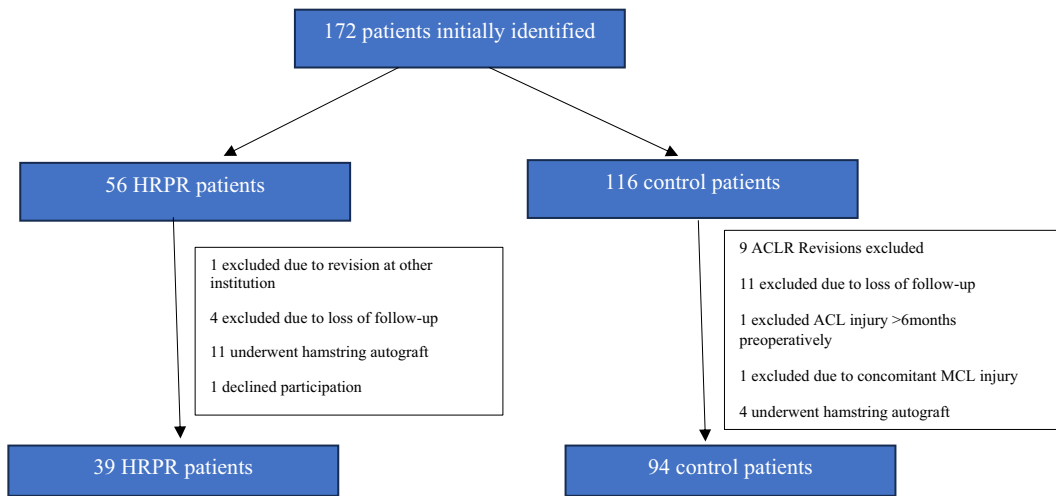 172 patients initially identified
56 HRPR patients
116 control patients
1 excluded due to revision at other
institution
4 excluded due to loss of follow-up
11 underwent hamstring autograft
1 declined participation
9 ACLR Revisions excluded
11 excluded due to loss of follow-up
1 excluded ACL injury >6months
preoperatively
1 excluded due to concomitant MCL injury
4 underwent hamstring autograft
39 HRPR patients
94 control patients